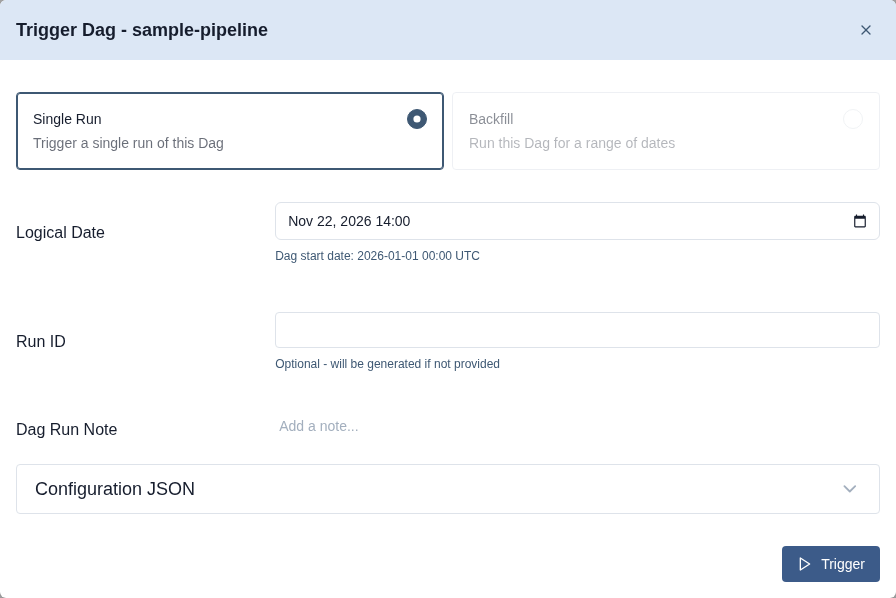 Trigger Dag - sample-pipeline
Single Run
Trigger a single run of this Dag
Backfill
Run this Dag for a range of dates
Logical Date
Nov 22, 2026 14:00
Dag start date: 2026-01-01 00:00 UTC
Run ID
Optional - will be generated if not provided
Dag Run Note
Add a note...
Configuration JSON
Trigger